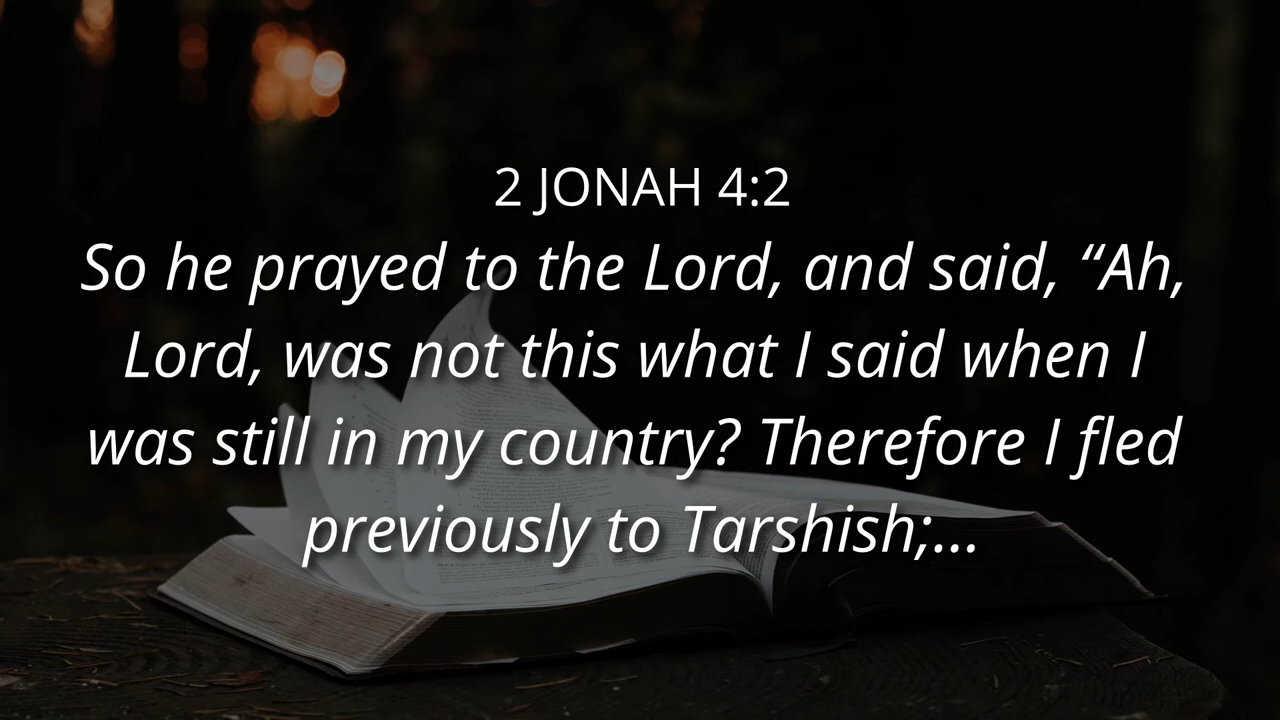 2 JONAH 4:2
So he prayed to the Lord, and said, “Ah,
Lord, was not this what I said when I
was still in my country? Therefore I fled
previously to Tarshish;...